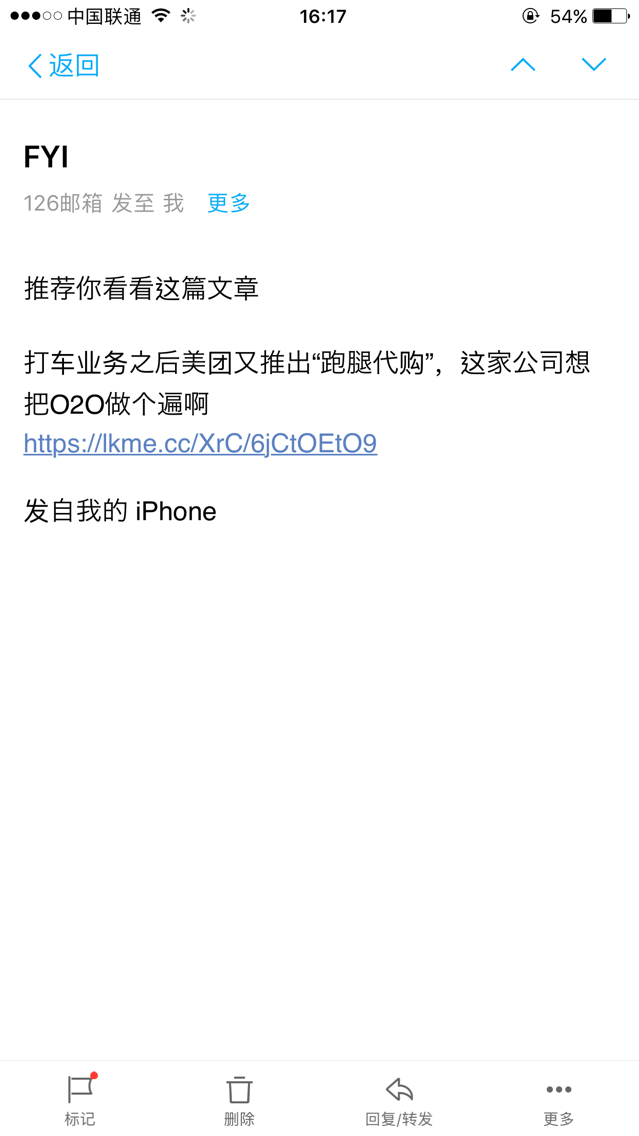 中国联通 16:17 54%
返回
FYI
126邮箱 发至 我 更多
推荐你看看这篇文章
打车业务之后美团又推出“跑腿代购”，这家公司想
把O2O做个遍啊
https://lkme.cc/XrC/6jCtOEtO9
发自我的 iPhone
标记 删除 回复/转发 更多